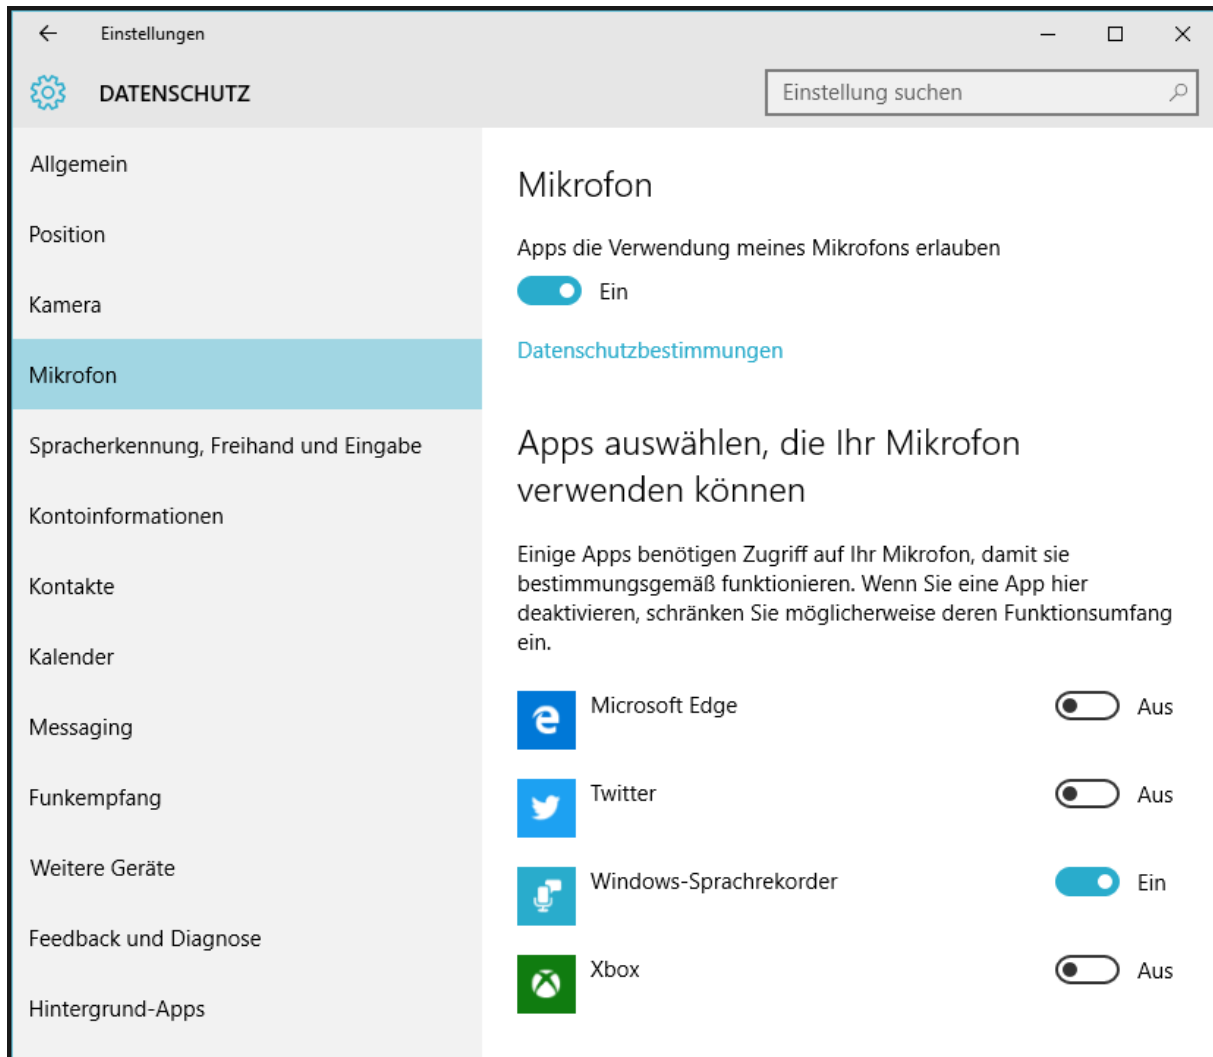 Einstellungen
DATENSCHUTZ
Einstellung suchen
Allgemein
Position
Kamera
Mikrofon
Spracherkennung, Freihand und Eingabe
Kontoinformationen
Kontakte
Kalender
Messaging
Funkempfang
Weitere Geräte
Feedback und Diagnose
Hintergrund-Apps
Mikrofon
Apps die Verwendung meines Mikrofons erlauben
Ein
Datenschutzbestimmungen
Apps auswählen, die Ihr Mikrofon
verwenden können
Einige Apps benötigen Zugriff auf Ihr Mikrofon, damit sie
bestimmungsgemäß funktionieren. Wenn Sie eine App hier
deaktivieren, schränken Sie möglicherweise deren Funktionsumfang
ein.
Microsoft Edge Aus
Twitter Aus
Windows-Sprachrekorder Ein
Xbox Aus